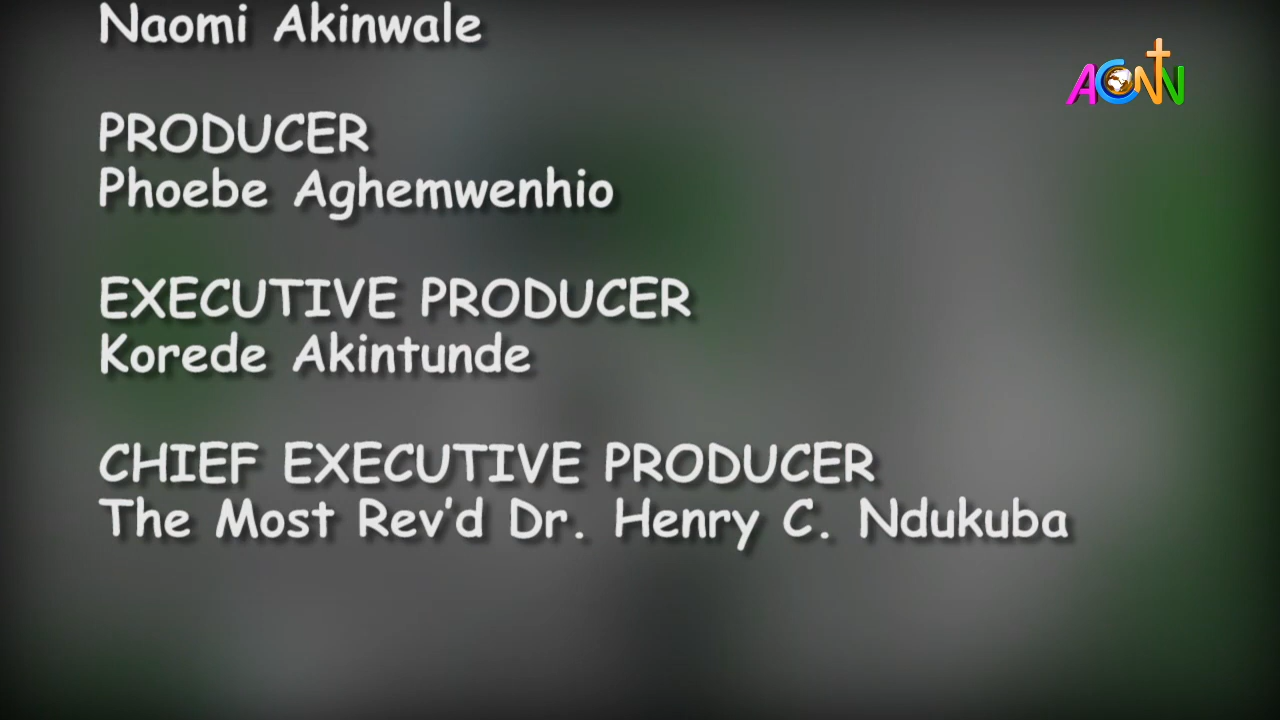 Naomi Akinwale
ACNN
PRODUCER
Phoebe Aghemwenhio
EXECUTIVE PRODUCER
Korede Akintunde
CHIEF EXECUTIVE PRODUCER
The Most Rev'd Dr. Henry C. Ndukuba